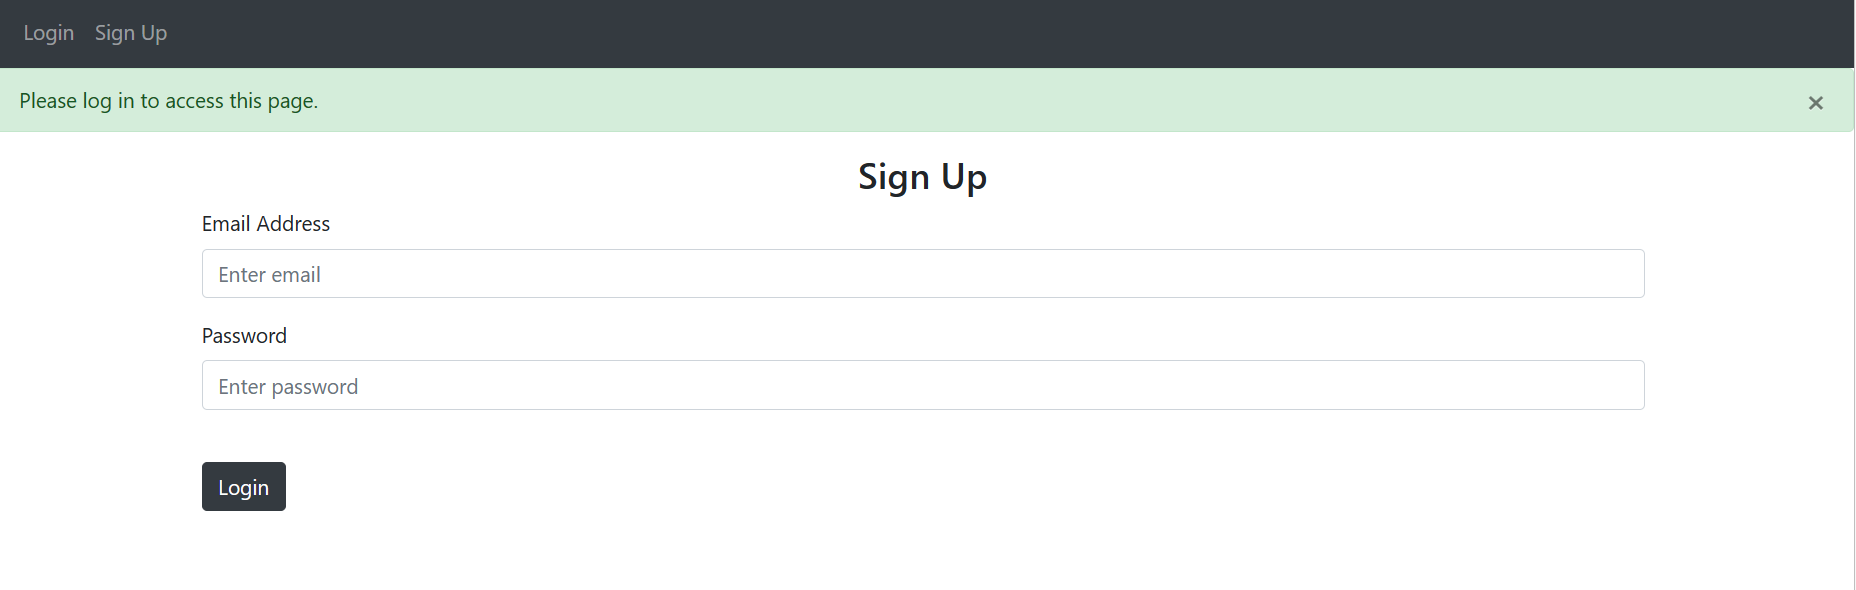 Login Sign Up
Please log in to access this page. ×
Sign Up
Email Address
Enter email
Password
Enter password
Login